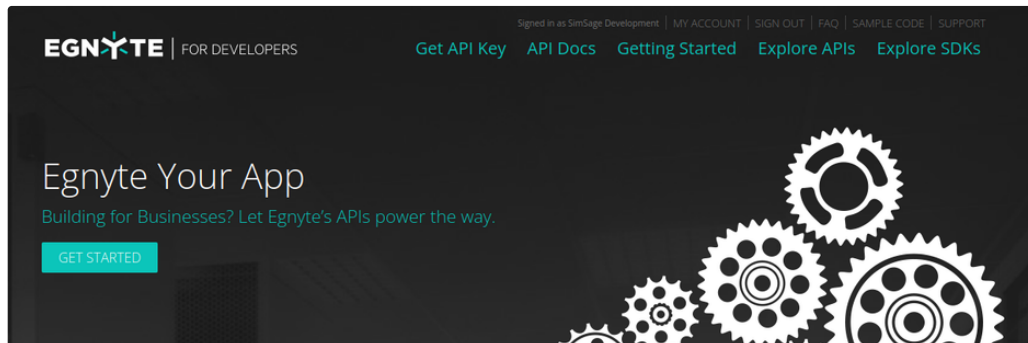 Signed in as SimSage Development | MY ACCOUNT | SIGN OUT | FAQ | SAMPLE CODE | SUPPORT
EGNYTE | FOR DEVELOPERS
Get API Key API Docs Getting Started Explore APIs Explore SDKs
Egnyte Your App
Building for Businesses? Let Egnyte's APIs power the way.
GET STARTED